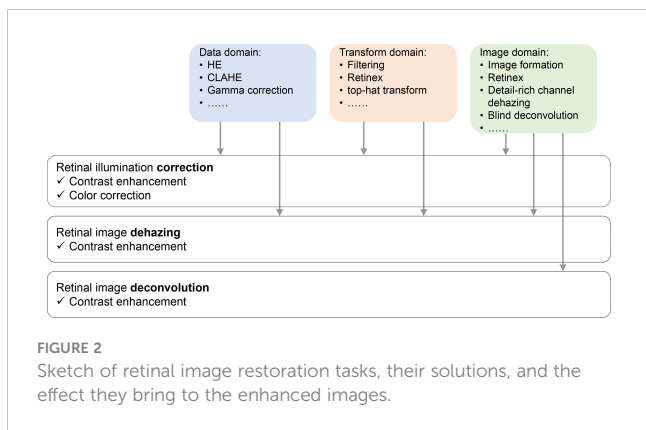 Data domain:
• HE
• CLAHE
• Gamma correction
• ......
Transform domain:
• Filtering
• Retinex
• top-hat transform
• ......
Image domain:
• Image formation
• Retinex
• Detail-rich channel
dehazing
• Blind deconvolution
• ......
Retinal illumination correction
✓ Contrast enhancement
✓ Color correction
Retinal image dehazing
✓ Contrast enhancement
Retinal image deconvolution
✓ Contrast enhancement
FIGURE 2
Sketch of retinal image restoration tasks, their solutions, and the
effect they bring to the enhanced images.